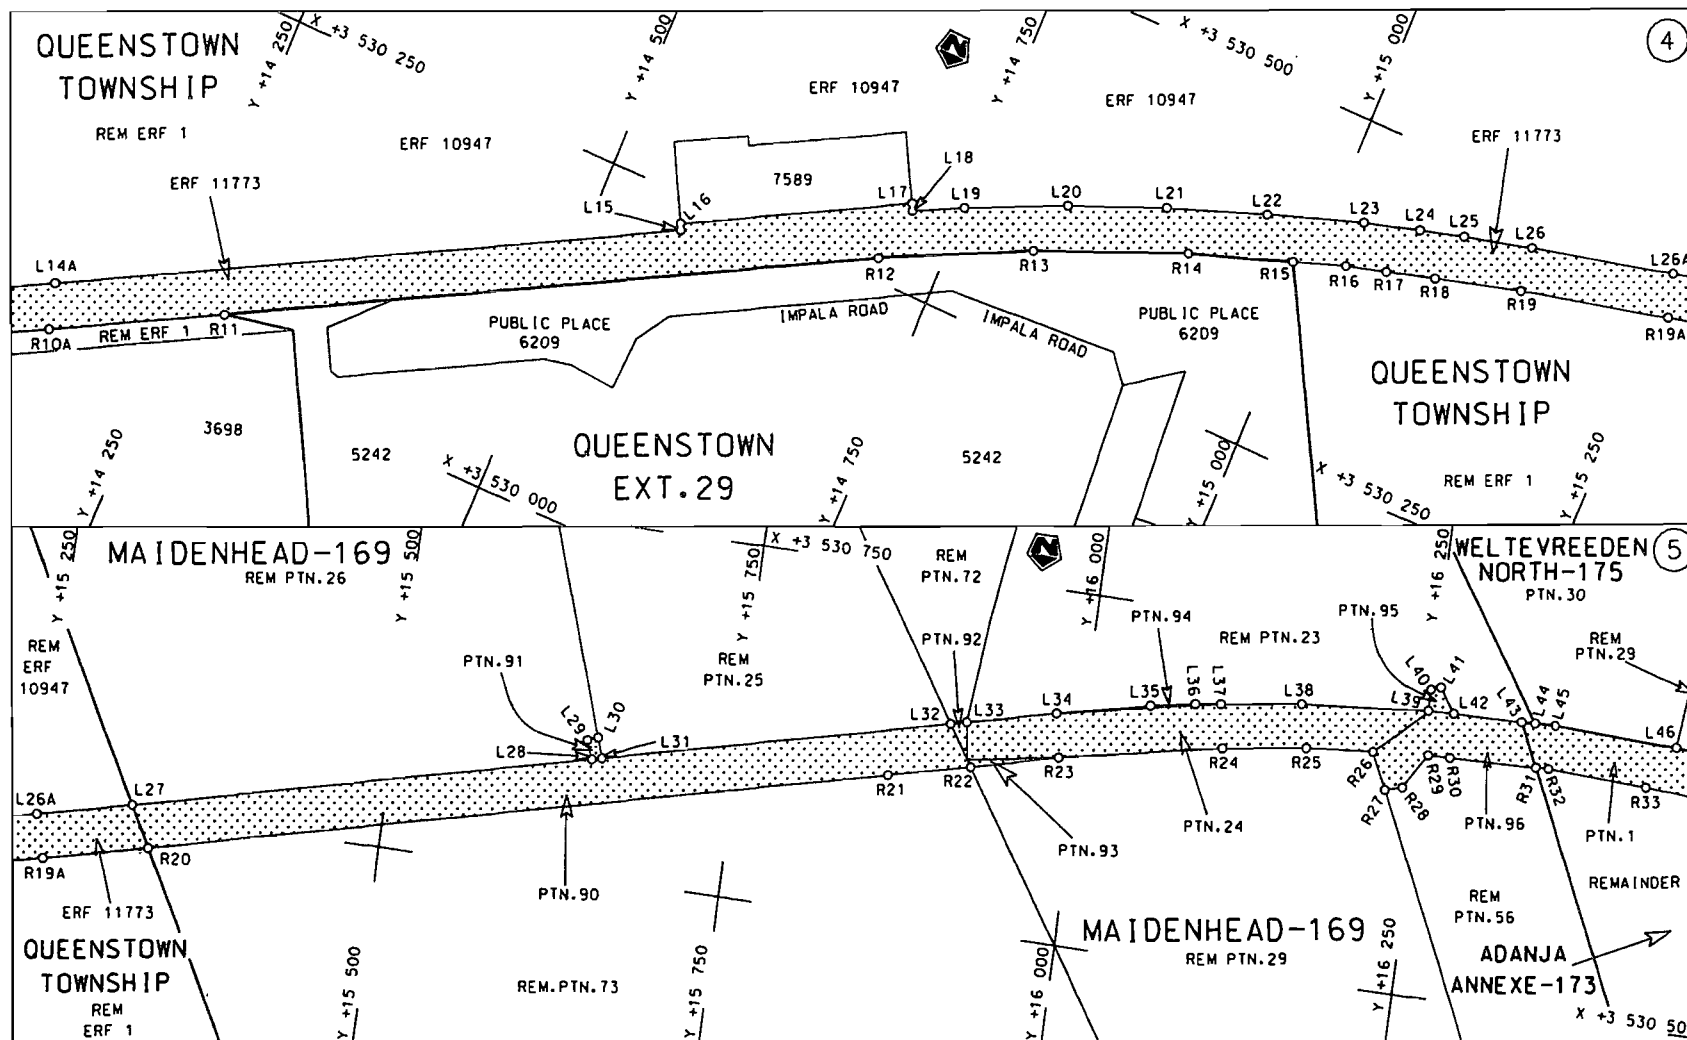 QUEENSTOWN
TOWNSHIP
REM ERF 1
Y +14 250
X +3 530 250
Y +14 500
ERF 10947
ERF 10947
Y +14 750
ERF 10947
X +3 530 500
Y +15 000
4
ERF 11773
ERF 11773
7589
L14A
L15
L16
L17
L18
L19
L20
L21
L22
L23
L24
L25
L26
L26A
R10A
REM ERF 1
R11
R12
R13
R14
R15
R16
R17
R18
R19
R19A
PUBLIC PLACE
6209
IMPALA ROAD
IMPALA ROAD
PUBLIC PLACE
6209
QUEENSTOWN
TOWNSHIP
3698
5242
QUEENSTOWN
EXT.29
5242
REM ERF 1
Y +14 250
X +3 530 000
Y +14 750
Y +15 000
X +3 530 250
Y +15 250
MAIDENHEAD-169
REM PTN.26
Y +15 250
Y +15 500
Y +15 750
X +3 530 750
REM
PTN.72
Y +16 000
Y +16 250
WELTEVREEDEN
NORTH-175
PTN.30
5
REM
ERF
10947
PTN.91
REM
PTN.25
PTN.92
PTN.94
REM PTN.23
PTN.95
REM
PTN.29
L26A
L27
L28
L29
L30
L31
L32
L33
L34
L35
L36
L37
L38
L39
L40
L41
L42
L43
L44
L45
L46
R19A
R20
R21
R22
R23
R24
R25
R26
R27
R28
R29
R30
R31
R32
R33
ERF 11773
PTN.90
PTN.93
PTN.24
PTN.96
PTN.1
QUEENSTOWN
TOWNSHIP
REM
ERF 1
REM.PTN.73
MAIDENHEAD-169
REM PTN.29
REM
PTN.56
REMAINDER
ADANJA
ANNEXE-173
Y +15 500
Y +15 750
Y +16 000
Y +16 250
X +3 530 50